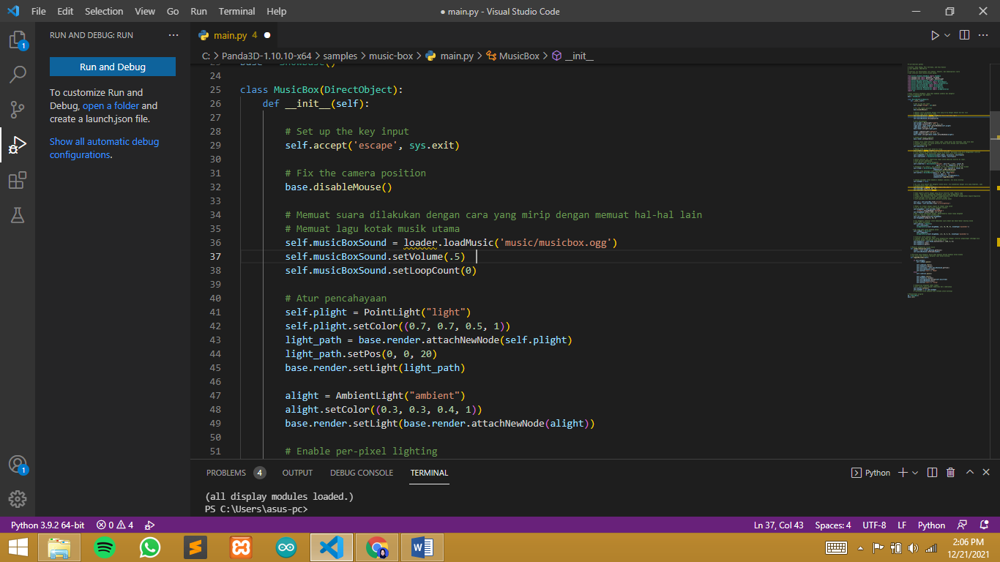 File Edit Selection View Go Run Terminal Help ● main.py - Visual Studio Code
RUN AND DEBUG: RUN ···
main.py 4 ●
C: > Panda3D-1.10.10-x64 > samples > music-box > main.py > MusicBox > __init__
1
Run and Debug
To customize Run and
Debug, open a folder and
create a launch.json file.
Show all automatic debug
configurations.
24
25 class MusicBox(DirectObject):
26 def __init__(self):
27
28 # Set up the key input
29 self.accept('escape', sys.exit)
30
31 # Fix the camera position
32 base.disableMouse()
33
34 # Memuat suara dilakukan dengan cara yang mirip dengan memuat hal-hal lain
35 # Memuat lagu kotak musik utama
36 self.musicBoxSound = loader.loadMusic('music/musicbox.ogg')
37 self.musicBoxSound.setVolume(.5)
38 self.musicBoxSound.setLoopCount(0)
39
40 # Atur pencahayaan
41 self.plight = PointLight("light")
42 self.plight.setColor((0.7, 0.7, 0.5, 1))
43 light_path = base.render.attachNewNode(self.plight)
44 light_path.setPos(0, 0, 20)
45 base.render.setLight(light_path)
46
47 alight = AmbientLight("ambient")
48 alight.setColor((0.3, 0.3, 0.4, 1))
49 base.render.setLight(base.render.attachNewNode(alight))
50
51 # Enable per-pixel lighting
1
PROBLEMS 4 OUTPUT DEBUG CONSOLE TERMINAL Python
(all display modules loaded.)
PS C:\Users\asus-pc>
Python 3.9.2 64-bit 0 4 Ln 37, Col 43 Spaces: 4 UTF-8 LF Python
2:06 PM
12/21/2021